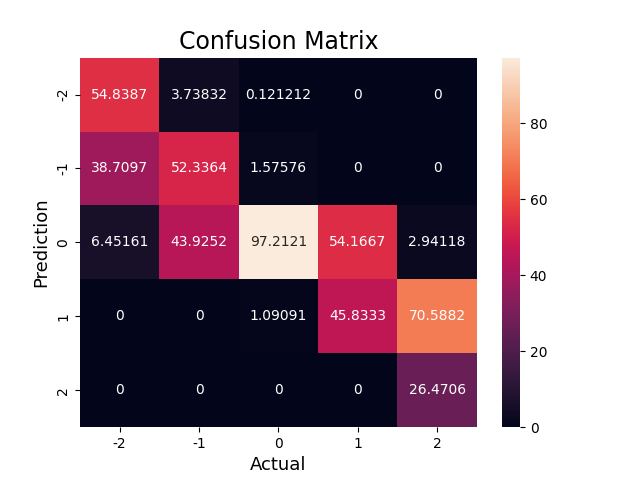 Confusion Matrix
Prediction
-2 54.8387 3.73832 0.121212 0 0
-1 38.7097 52.3364 1.57576 0 0
0 6.45161 43.9252 97.2121 54.1667 2.94118
1 0 0 1.09091 45.8333 70.5882
2 0 0 0 0 26.4706
-2 -1 0 1 2
Actual
80
60
40
20
0